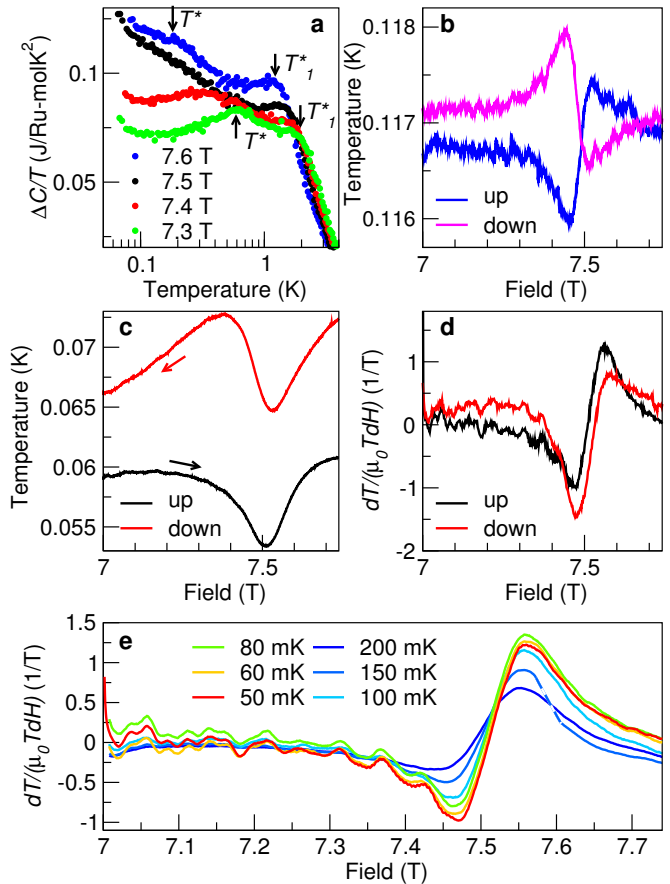 a
T*
T*1
T*1
T*
0.1
0.05
ΔC/T (J/Ru-molK²)
7.6 T
7.5 T
7.4 T
7.3 T
0.1
1
Temperature (K)
b
0.118
0.117
0.116
Temperature (K)
up
down
7
7.5
Field (T)
c
0.07
0.065
0.06
0.055
Temperature (K)
up
down
7
7.5
Field (T)
d
1
0
-1
-2
dT/(μ0TdH) (1/T)
up
down
7
7.5
Field (T)
e
1.5
1
0.5
0
-0.5
-1
dT/(μ0TdH) (1/T)
80 mK 200 mK
60 mK 150 mK
50 mK 100 mK
7 7.1 7.2 7.3 7.4 7.5 7.6 7.7
Field (T)